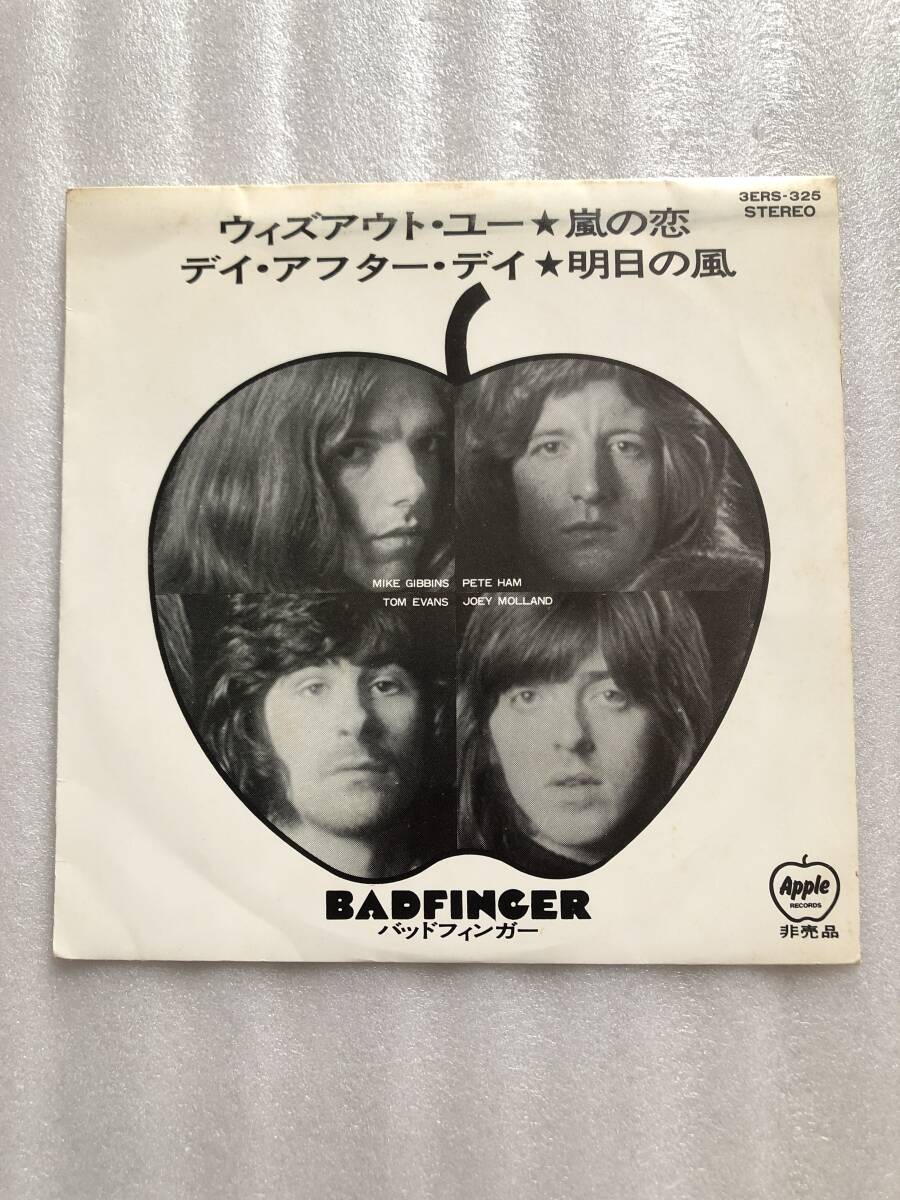 3ERS-325
STEREO
ウィズアウト・ユー★嵐の恋
デイ・アフター・デイ★明日の風
MIKE GIBBINS PETE HAM
TOM EVANS JOEY MOLLAND
BADFINGER
バッドフィンガー
Apple
RECORDS
非売品